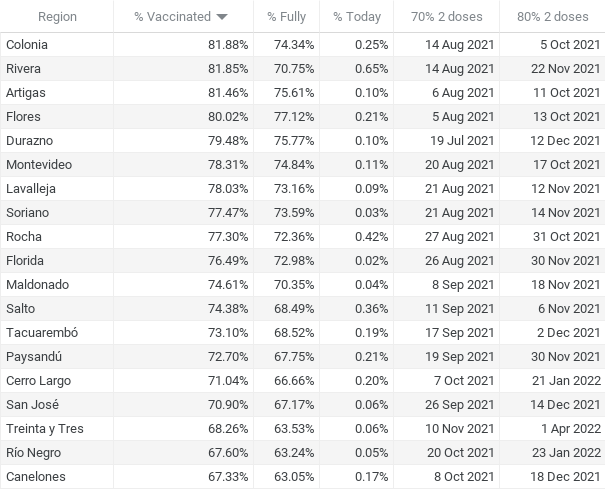 Region % Vaccinated % Fully % Today 70% 2 doses 80% 2 doses
Colonia 81.88% 74.34% 0.25% 14 Aug 2021 5 Oct 2021
Rivera 81.85% 70.75% 0.65% 14 Aug 2021 22 Nov 2021
Artigas 81.46% 75.61% 0.10% 6 Aug 2021 11 Oct 2021
Flores 80.02% 77.12% 0.21% 5 Aug 2021 13 Oct 2021
Durazno 79.48% 75.77% 0.10% 19 Jul 2021 12 Dec 2021
Montevideo 78.31% 74.84% 0.11% 20 Aug 2021 17 Oct 2021
Lavalleja 78.03% 73.16% 0.09% 21 Aug 2021 12 Nov 2021
Soriano 77.47% 73.59% 0.03% 21 Aug 2021 14 Nov 2021
Rocha 77.30% 72.36% 0.42% 27 Aug 2021 31 Oct 2021
Florida 76.49% 72.98% 0.02% 26 Aug 2021 30 Nov 2021
Maldonado 74.61% 70.35% 0.04% 8 Sep 2021 18 Nov 2021
Salto 74.38% 68.49% 0.36% 11 Sep 2021 6 Nov 2021
Tacuarembó 73.10% 68.52% 0.19% 17 Sep 2021 2 Dec 2021
Paysandú 72.70% 67.75% 0.21% 19 Sep 2021 30 Nov 2021
Cerro Largo 71.04% 66.66% 0.20% 7 Oct 2021 21 Jan 2022
San José 70.90% 67.17% 0.06% 26 Sep 2021 14 Dec 2021
Treinta y Tres 68.26% 63.53% 0.06% 10 Nov 2021 1 Apr 2022
Río Negro 67.60% 63.24% 0.05% 20 Oct 2021 23 Jan 2022
Canelones 67.33% 63.05% 0.17% 8 Oct 2021 18 Dec 2021